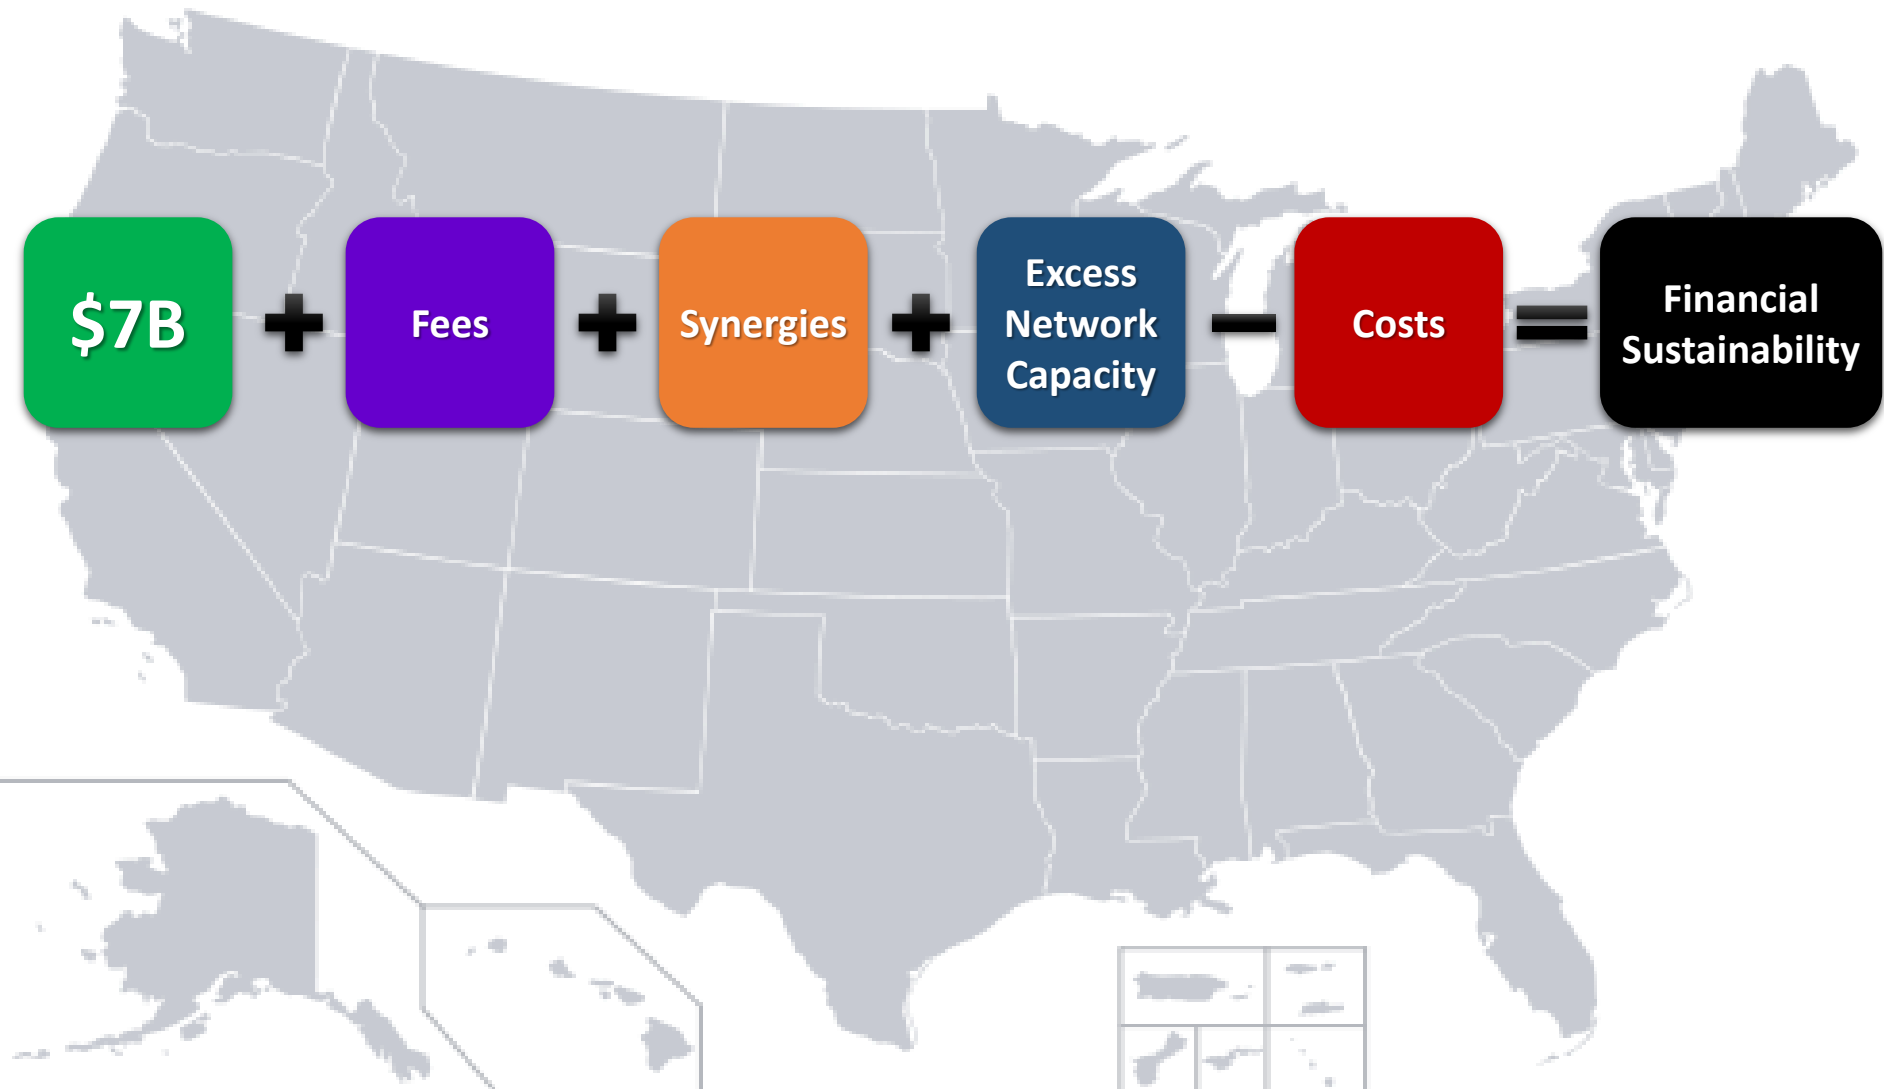 $7B
Fees
Synergies
Excess
Network
Capacity
Costs
Financial
Sustainability